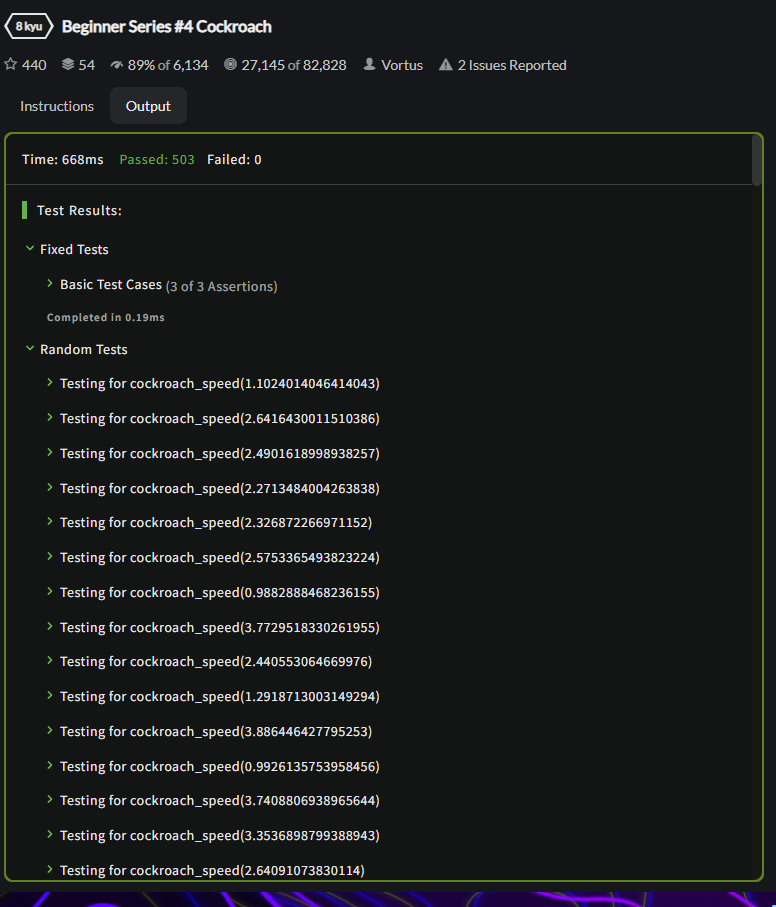 8 kyu Beginner Series #4 Cockroach
440 54 89% of 6,134 27,145 of 82,828 Vortus 2 Issues Reported
Instructions Output
Time: 668ms Passed: 503 Failed: 0
Test Results:
Fixed Tests
Basic Test Cases (3 of 3 Assertions)
Completed in 0.19ms
Random Tests
Testing for cockroach_speed(1.1024014046414043)
Testing for cockroach_speed(2.6416430011510386)
Testing for cockroach_speed(2.4901618998938257)
Testing for cockroach_speed(2.2713484004263838)
Testing for cockroach_speed(2.326872266971152)
Testing for cockroach_speed(2.5753365493823224)
Testing for cockroach_speed(0.9882888468236155)
Testing for cockroach_speed(3.7729518330261955)
Testing for cockroach_speed(2.440553064669976)
Testing for cockroach_speed(1.2918713003149294)
Testing for cockroach_speed(3.886446427795253)
Testing for cockroach_speed(0.9926135753958456)
Testing for cockroach_speed(3.7408806938965644)
Testing for cockroach_speed(3.3536898799388943)
Testing for cockroach_speed(2.64091073830114)